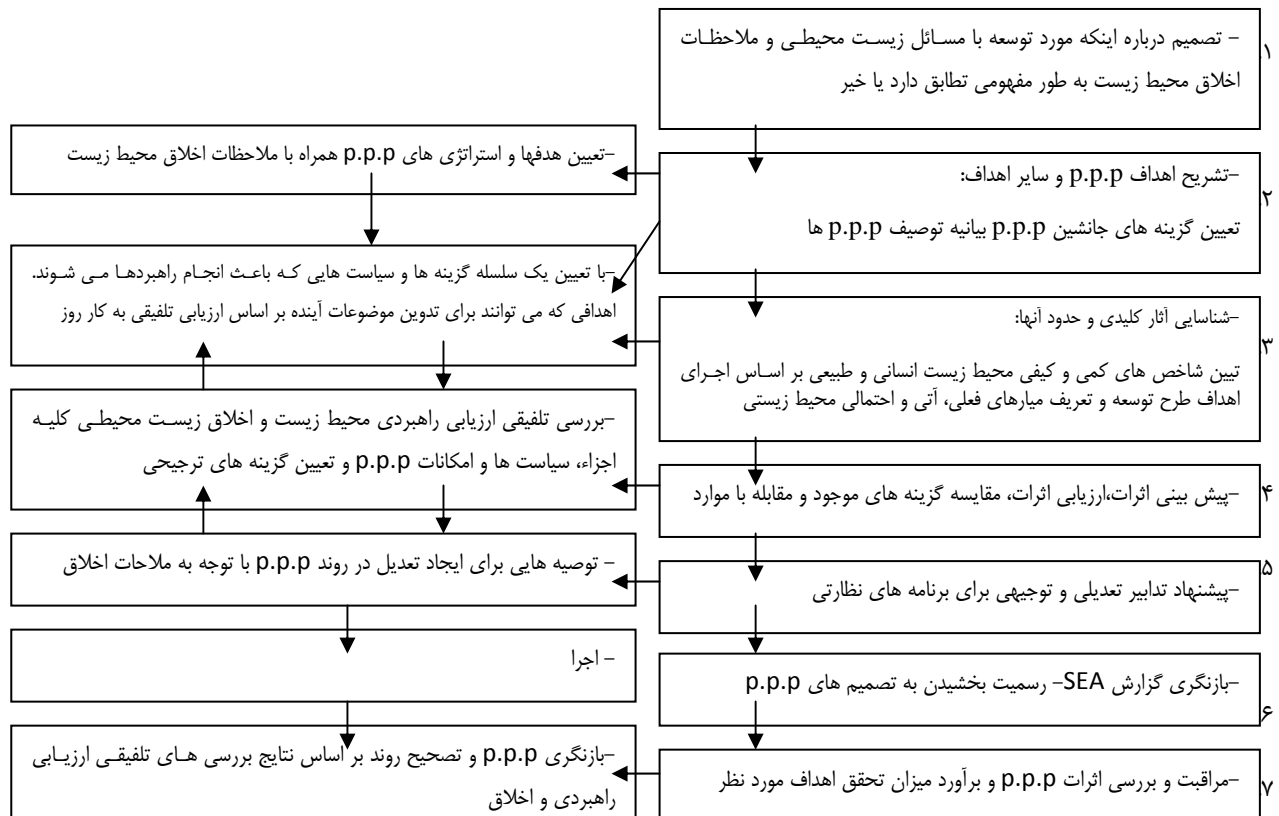 ۱
- تصمیم درباره اینکه مورد توسعه با مسائل زیست محیطی و ملاحظات
اخلاق محیط زیست به طور مفهومی تطابق دارد یا خیر
۲
-تشریح اهداف p.p.p و سایر اهداف:
تعیین گزینه های جانشین p.p.p بیانیه توصیف p.p.p ها
۳
-شناسایی آثار کلیدی و حدود آنها:
تیین شاخص های کمی و کیفی محیط زیست انسانی و طبیعی بر اساس اجرای
اهداف طرح توسعه و تعریف میارهای فعلی، آتی و احتمالی محیط زیستی
۴
-پیش بینی اثرات،ارزیابی اثرات، مقایسه گزینه های موجود و مقابله با موارد
۵
-پیشنهاد تدابیر تعدیلی و توجیهی برای برنامه های نظارتی
۶
-بازنگری گزارش SEA- رسمیت بخشیدن به تصمیم های p.p.p
۷
-مراقبت و بررسی اثرات p.p.p و برآورد میزان تحقق اهداف مورد نظر
-تعیین هدفها و استراتژی های p.p.p همراه با ملاحظات اخلاق محیط زیست
-با تعیین یک سلسله گزینه ها و سیاست هایی که باعث انجام راهبردها می شوند.
اهدافی که می توانند برای تدوین موضوعات آینده بر اساس ارزیابی تلفیقی به کار روز
-بررسی تلفیقی ارزیابی راهبردی محیط زیست و اخلاق زیست محیطی کلیه
اجزاء، سیاست ها و امکانات p.p.p و تعیین گزینه های ترجیحی
- توصیه هایی برای ایجاد تعدیل در روند p.p.p با توجه به ملاحات اخلاق
- اجرا
-بازنگری p.p.p و تصحیح روند بر اساس نتایج بررسی های تلفیقی ارزیابی
راهبردی و اخلاق